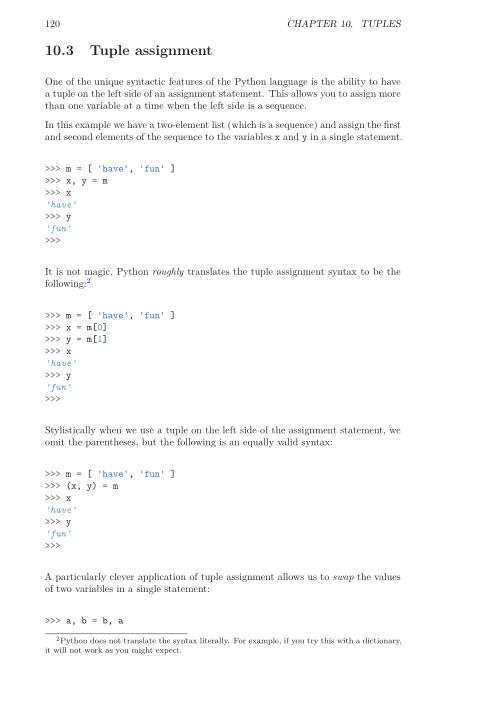 120 CHAPTER 10. TUPLES
10.3 Tuple assignment
One of the unique syntactic features of the Python language is the ability to have
a tuple on the left side of an assignment statement. This allows you to assign more
than one variable at a time when the left side is a sequence.
In this example we have a two-element list (which is a sequence) and assign the first
and second elements of the sequence to the variables x and y in a single statement.
>>> m = [ 'have', 'fun' ]
>>> x, y = m
>>> x
'have'
>>> y
'fun'
>>>
It is not magic, Python roughly translates the tuple assignment syntax to be the
following:2
>>> m = [ 'have', 'fun' ]
>>> x = m[0]
>>> y = m[1]
>>> x
'have'
>>> y
'fun'
>>>
Stylistically when we use a tuple on the left side of the assignment statement, we
omit the parentheses, but the following is an equally valid syntax:
>>> m = [ 'have', 'fun' ]
>>> (x, y) = m
>>> x
'have'
>>> y
'fun'
>>>
A particularly clever application of tuple assignment allows us to swap the values
of two variables in a single statement:
>>> a, b = b, a
2Python does not translate the syntax literally. For example, if you try this with a dictionary,
it will not work as you might expect.